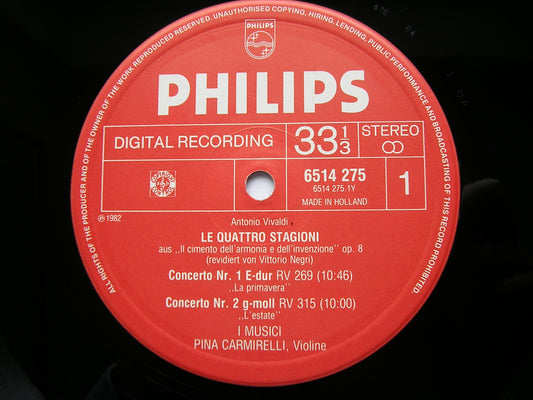 ALL RIGHTS OF THE PRODUCER AND OF THE OWNER OF THE WORK REPRODUCED RESERVED. UNAUTHORISED COPYING, HIRING, LENDING, PUBLIC PERFORMANCE AND BROADCASTING OF THIS RECORD PROHIBITED.
PHILIPS
PHILIPS
DIGITAL RECORDING
33 1/3
STEREO
6514 275
6514 275.1Y
MADE IN HOLLAND
1
℗ 1982
Antonio Vivaldi
LE QUATTRO STAGIONI
aus „Il cimento dell'armonia e dell'invenzione" op. 8
(revidiert von Vittorio Negri)
Concerto Nr. 1 E-dur RV 269 (10:46)
„La primavera"
Concerto Nr. 2 g-moll RV 315 (10:00)
„L'estate"
I MUSICI
PINA CARMIRELLI, Violine